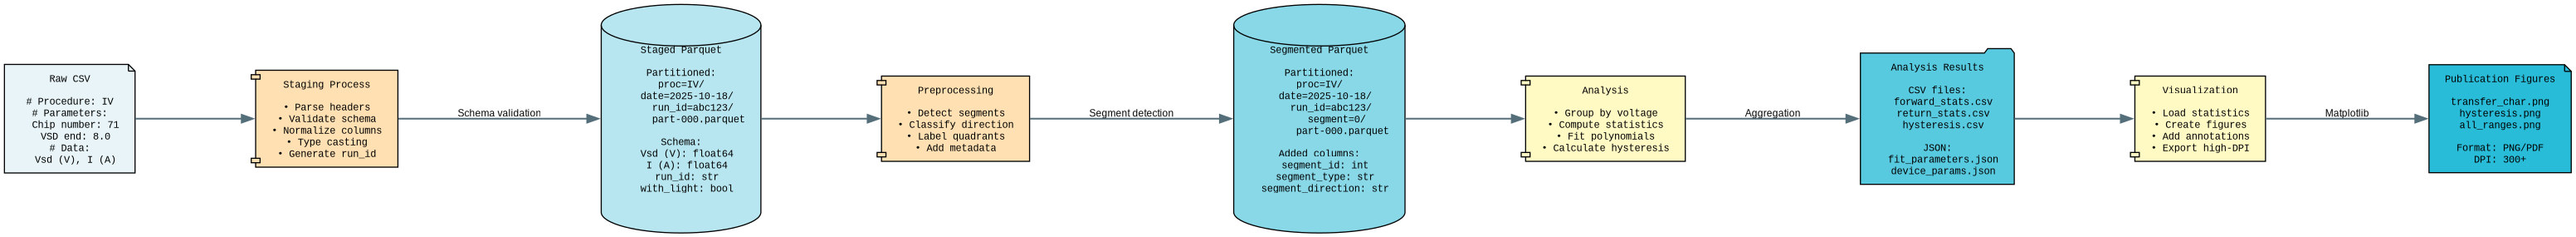 Raw CSV
# Procedure: IV
# Parameters:
Chip number: 71
VSD end: 8.0
# Data:
Vsd (V), I (A)
Staging Process
• Parse headers
• Validate schema
• Normalize columns
• Type casting
• Generate run_id
Schema validation
Staged Parquet
Partitioned:
proc=IV/
date=2025-10-18/
run_id=abc123/
part-000.parquet
Schema:
Vsd (V): float64
I (A): float64
run_id: str
with_light: bool
Preprocessing
• Detect segments
• Classify direction
• Label quadrants
• Add metadata
Segment detection
Segmented Parquet
Partitioned:
proc=IV/
date=2025-10-18/
run_id=abc123/
segment=0/
part-000.parquet
Added columns:
segment_id: int
segment_type: str
segment_direction: str
Analysis
• Group by voltage
• Compute statistics
• Fit polynomials
• Calculate hysteresis
Aggregation
Analysis Results
CSV files:
forward_stats.csv
return_stats.csv
hysteresis.csv
JSON:
fit_parameters.json
device_params.json
Visualization
• Load statistics
• Create figures
• Add annotations
• Export high-DPI
Matplotlib
Publication Figures
transfer_char.png
hysteresis.png
all_ranges.png
Format: PNG/PDF
DPI: 300+